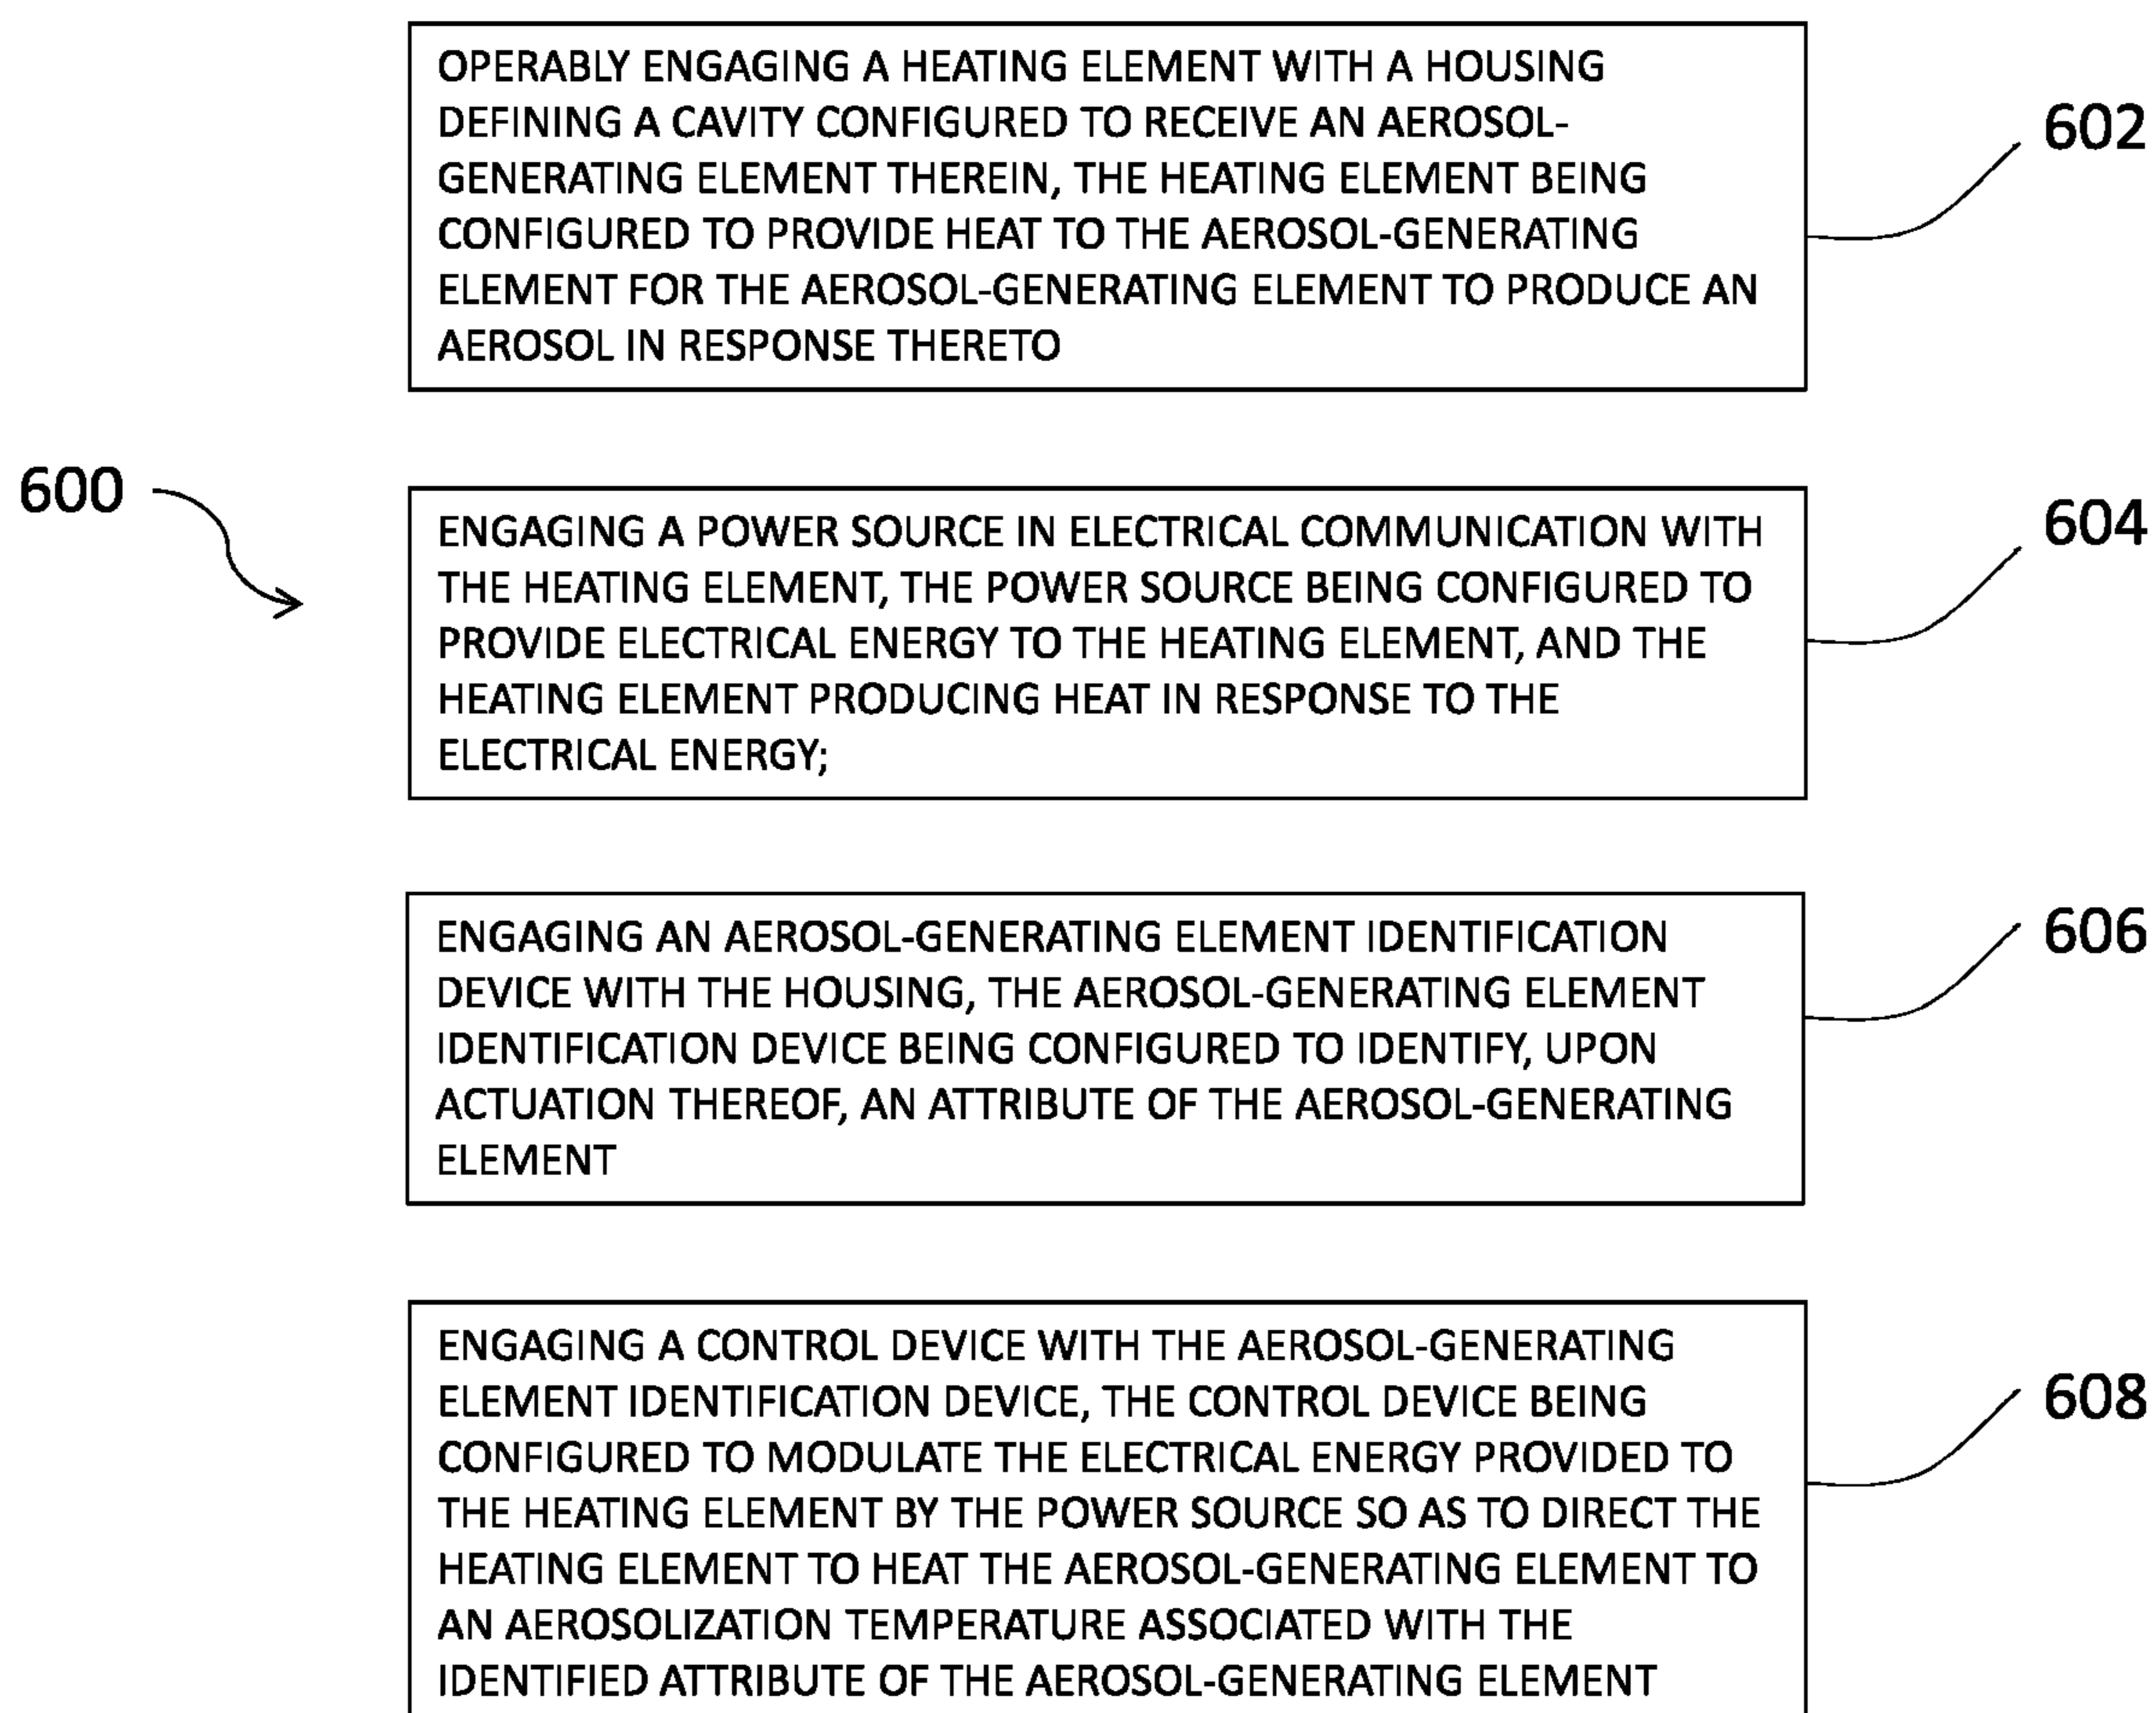 OPERABLY ENGAGING A HEATING ELEMENT WITH A HOUSING
DEFINING A CAVITY CONFIGURED TO RECEIVE AN AEROSOL-
GENERATING ELEMENT THEREIN, THE HEATING ELEMENT BEING
CONFIGURED TO PROVIDE HEAT TO THE AEROSOL-GENERATING
ELEMENT FOR THE AEROSOL-GENERATING ELEMENT TO PRODUCE AN
AEROSOL IN RESPONSE THERETO
602
600
ENGAGING A POWER SOURCE IN ELECTRICAL COMMUNICATION WITH
THE HEATING ELEMENT, THE POWER SOURCE BEING CONFIGURED TO
PROVIDE ELECTRICAL ENERGY TO THE HEATING ELEMENT, AND THE
HEATING ELEMENT PRODUCING HEAT IN RESPONSE TO THE
ELECTRICAL ENERGY;
604
ENGAGING AN AEROSOL-GENERATING ELEMENT IDENTIFICATION
DEVICE WITH THE HOUSING, THE AEROSOL-GENERATING ELEMENT
IDENTIFICATION DEVICE BEING CONFIGURED TO IDENTIFY, UPON
ACTUATION THEREOF, AN ATTRIBUTE OF THE AEROSOL-GENERATING
ELEMENT
606
ENGAGING A CONTROL DEVICE WITH THE AEROSOL-GENERATING
ELEMENT IDENTIFICATION DEVICE, THE CONTROL DEVICE BEING
CONFIGURED TO MODULATE THE ELECTRICAL ENERGY PROVIDED TO
THE HEATING ELEMENT BY THE POWER SOURCE SO AS TO DIRECT THE
HEATING ELEMENT TO HEAT THE AEROSOL-GENERATING ELEMENT TO
AN AEROSOLIZATION TEMPERATURE ASSOCIATED WITH THE
IDENTIFIED ATTRIBUTE OF THE AEROSOL-GENERATING ELEMENT
608